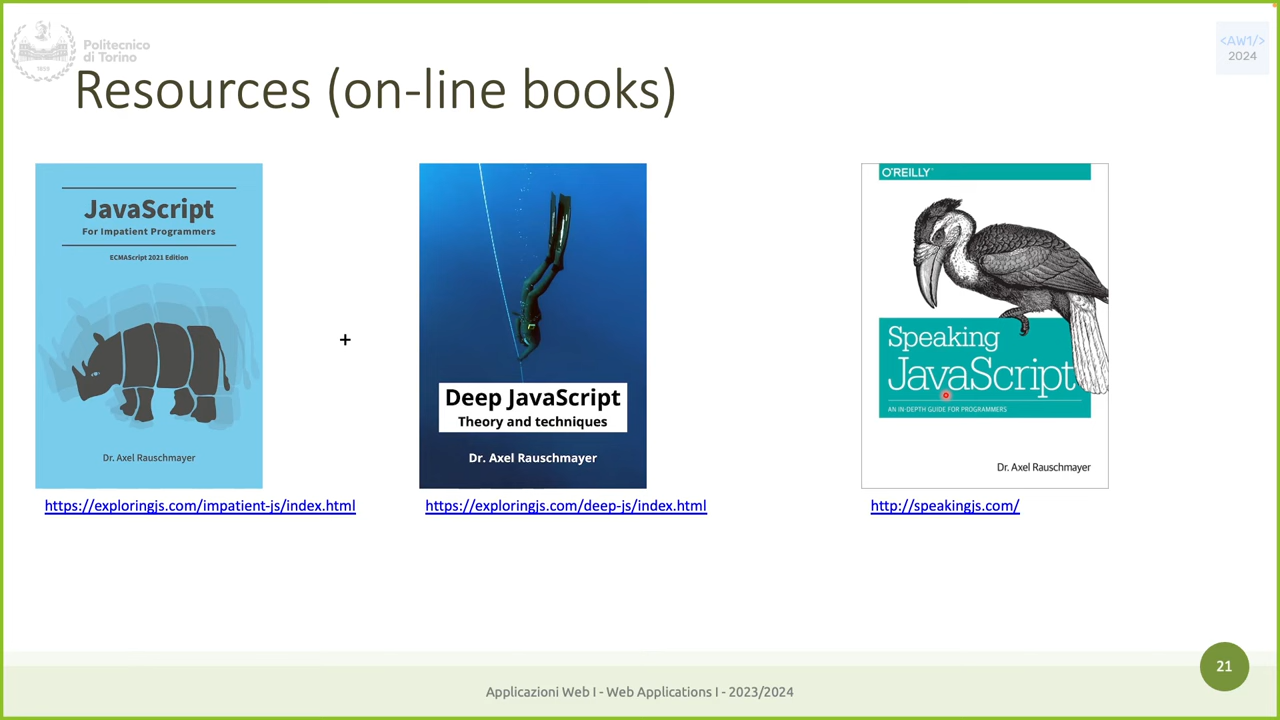 Politecnico
di Torino
1859
<AW1/>
2024
Resources (on-line books)
JavaScript
For Impatient Programmers
ECMAScript 2021 Edition
Dr. Axel Rauschmayer
https://exploringjs.com/impatient-js/index.html
+
Deep JavaScript
Theory and techniques
Dr. Axel Rauschmayer
https://exploringjs.com/deep-js/index.html
O'REILLY
Speaking
JavaScript
AN IN-DEPTH GUIDE FOR PROGRAMMERS
Dr. Axel Rauschmayer
http://speakingjs.com/
21
Applicazioni Web I - Web Applications I - 2023/2024